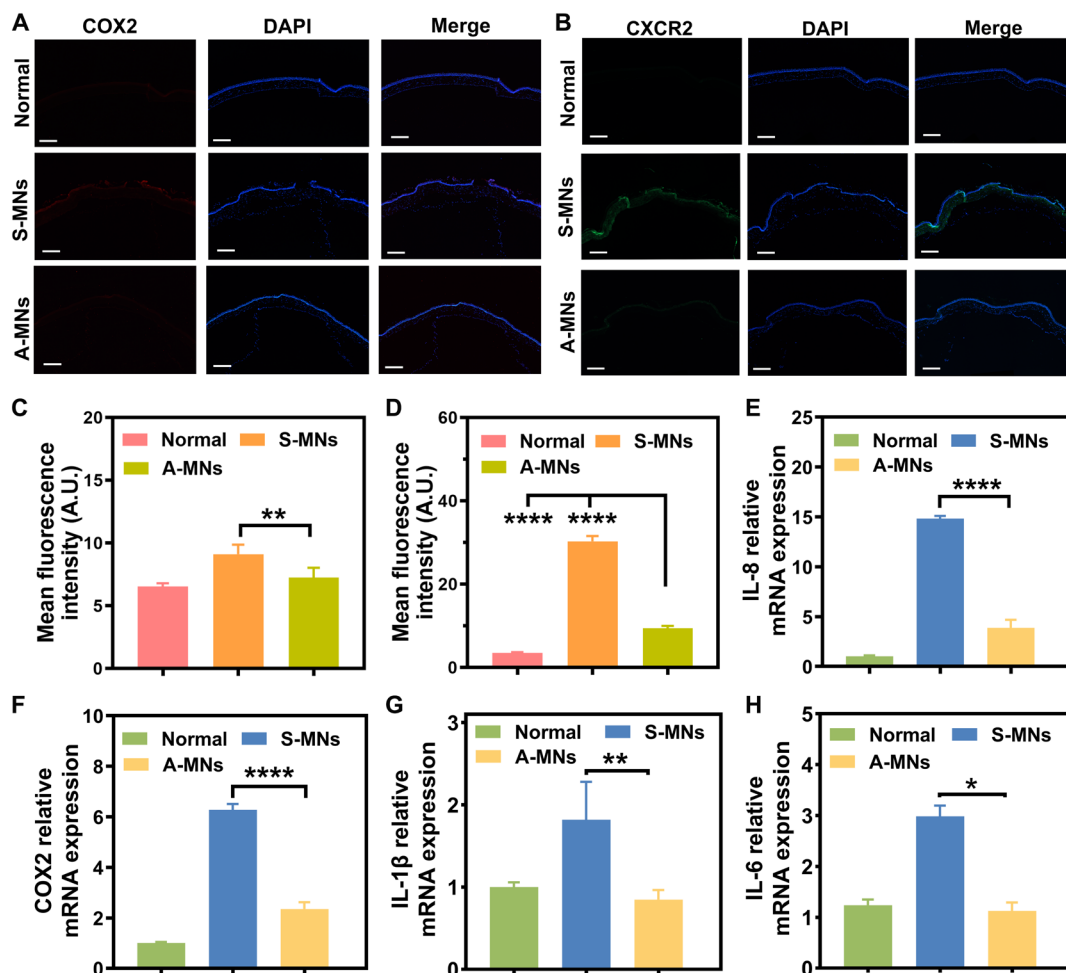 A
COX2 DAPI Merge
Normal
S-MNs
A-MNs
B
CXCR2 DAPI Merge
Normal
S-MNs
A-MNs
C
Mean fluorescence
intensity (A.U.)
20
15
10
5
0
Normal S-MNs
A-MNs
**
D
Mean fluorescence
intensity (A.U.)
60
40
20
0
Normal S-MNs
A-MNs
**** ****
E
IL-8 relative
mRNA expression
25
20
15
10
5
0
Normal S-MNs
A-MNs
****
F
COX2 relative
mRNA expression
10
8
6
4
2
0
Normal S-MNs
A-MNs
****
G
IL-1β relative
mRNA expression
3
2
1
0
Normal S-MNs
A-MNs
**
H
IL-6 relative
mRNA expression
5
4
3
2
1
0
Normal S-MNs
A-MNs
*